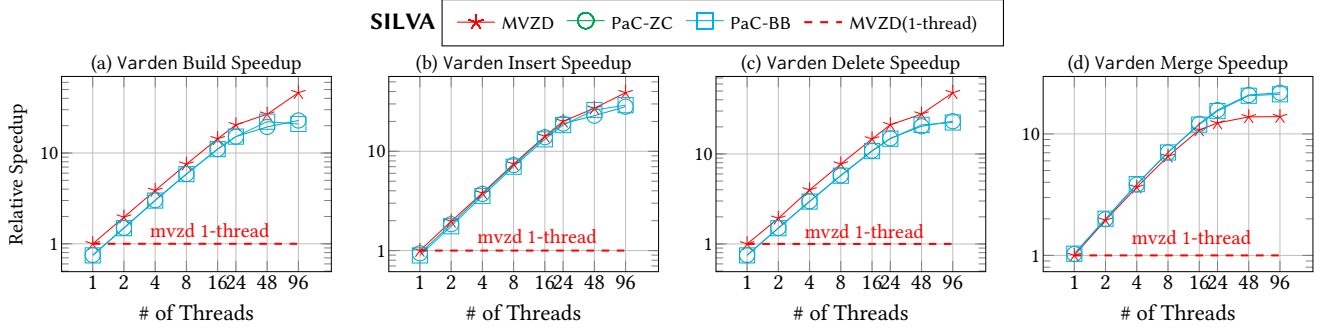 SILVA MVZD PaC-ZC PaC-BB MVZD(1-thread)
(a) Varden Build Speedup
(b) Varden Insert Speedup
(c) Varden Delete Speedup
(d) Varden Merge Speedup
Relative Speedup
10
1
mvzd 1-thread
1 2 4 8 16 24 48 96
# of Threads
10
1
mvzd 1-thread
1 2 4 8 16 24 48 96
# of Threads
10
1
mvzd 1-thread
1 2 4 8 16 24 48 96
# of Threads
10
1
mvzd 1-thread
1 2 4 8 16 24 48 96
# of Threads